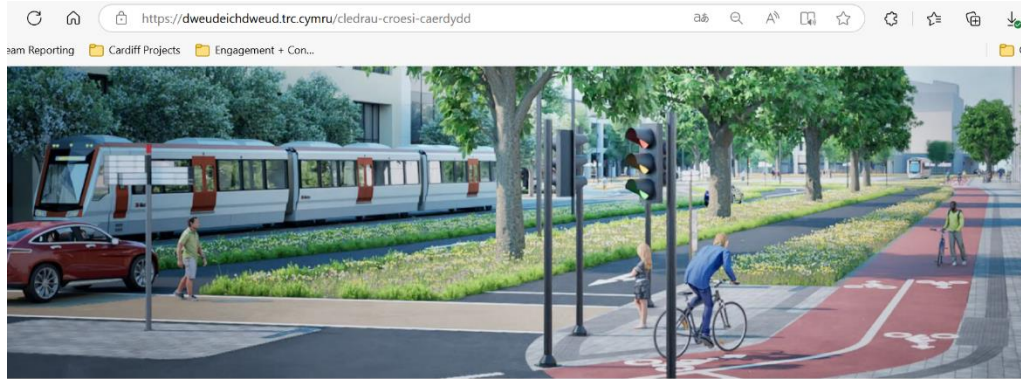 https://dweudeichdweud.trc.cymru/cledrau-croesi-caerdydd
eam Reporting Cardiff Projects Engagement + Con...